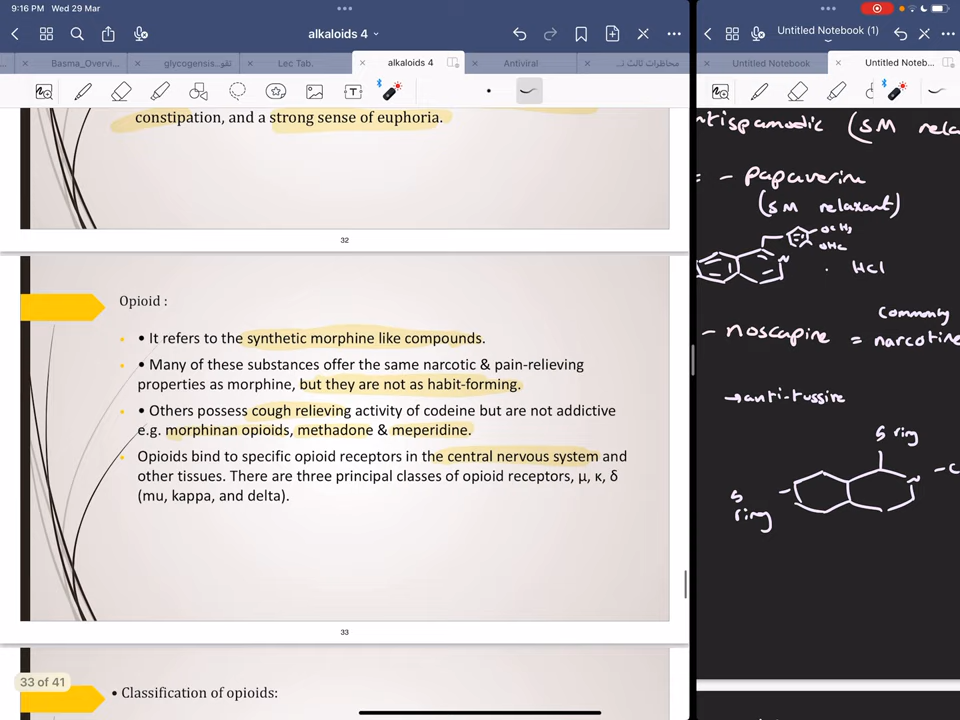 9:16 PM Wed 29 Mar
alkaloids 4
Untitled Notebook (1)
Basma_Overvi...
glycogensis...تقو
Lec Tab.
alkaloids 4
Antiviral
محاظرات ثالث ن...
Untitled Notebook
Untitled Noteb...
constipation, and a strong sense of euphoria.
32
Opioid :
• It refers to the synthetic morphine like compounds.
• Many of these substances offer the same narcotic & pain-relieving
properties as morphine, but they are not as habit-forming.
• Others possess cough relieving activity of codeine but are not addictive
e.g. morphinan opioids, methadone & meperidine.
Opioids bind to specific opioid receptors in the central nervous system and
other tissues. There are three principal classes of opioid receptors, μ, κ, δ
(mu, kappa, and delta).
33
33 of 41
• Classification of opioids:
ntispamodic (SM rela
= - papaverine
(SM relaxant)
OCH3
N
. HCl
commonly
- noscapine = narcotine
→ anti-tussive
5 ring
N
- C
5
ring